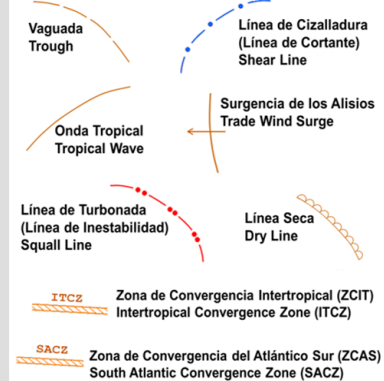 Vaguada
Trough
Línea de Cizalladura
(Línea de Cortante)
Shear Line
Surgencia de los Alisios
Trade Wind Surge
Onda Tropical
Tropical Wave
Línea de Turbonada
(Línea de Inestabilidad)
Squall Line
Línea Seca
Dry Line
ITCZ
Zona de Convergencia Intertropical (ZCIT)
Intertropical Convergence Zone (ITCZ)
SACZ
Zona de Convergencia del Atlántico Sur (ZCAS)
South Atlantic Convergence Zone (SACZ)